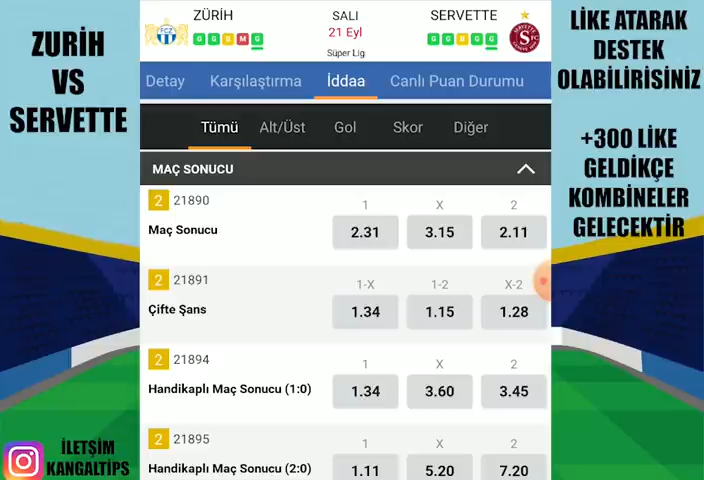 ZURİH
VS
SERVETTE
ZÜRİH
G G B M G
SALI
21 Eyl
Süper Lig
SERVETTE
G G B G G
Detay Karşılaştırma İddaa Canlı Puan Durumu
Tümü Alt/Üst Gol Skor Diğer
MAÇ SONUCU
2 21890 1 X 2
Maç Sonucu 2.31 3.15 2.11
2 21891 1-X 1-2 X-2
Çifte Şans 1.34 1.15 1.28
2 21894 1 X 2
Handikaplı Maç Sonucu (1:0) 1.34 3.60 3.45
2 21895 1 X 2
Handikaplı Maç Sonucu (2:0) 1.11 5.20 7.20
LİKE ATARAK
DESTEK
OLABİLİRİSİNİZ
+300 LİKE
GELDİKÇE
KOMBİNELER
GELECEKTİR
İLETŞİM
KANGALTİPS